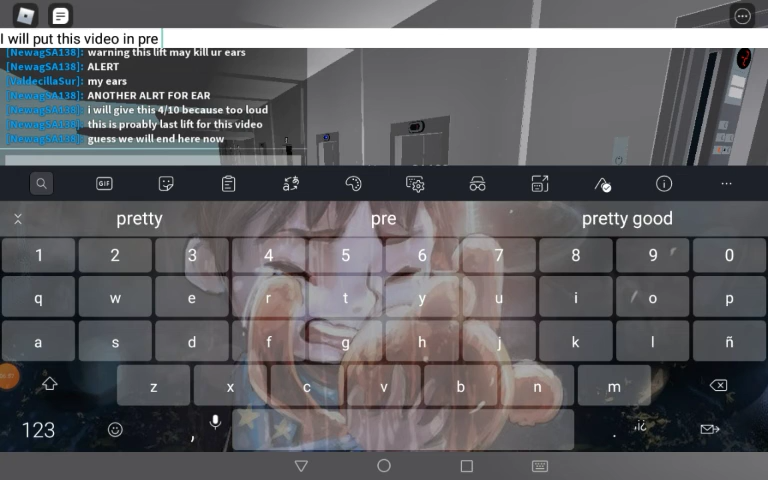 I will put this video in pre
[NewagSA138]: warning this lift may kill ur ears
[NewagSA138]: ALERT
[ValdecillaSur]: my ears
[NewagSA138]: ANOTHER ALRT FOR EAR
[NewagSA138]: i will give this 4/10 because too loud
[NewagSA138]: this is proably last lift for this video
[NewagSA138]: guess we will end here now
GIF
pretty pre pretty good
1 2 3 4 5 6 7 8 9 0
q w e r t y u i o p
a s d f g h j k l ñ
z x c v b n m
123 , . ,!¿